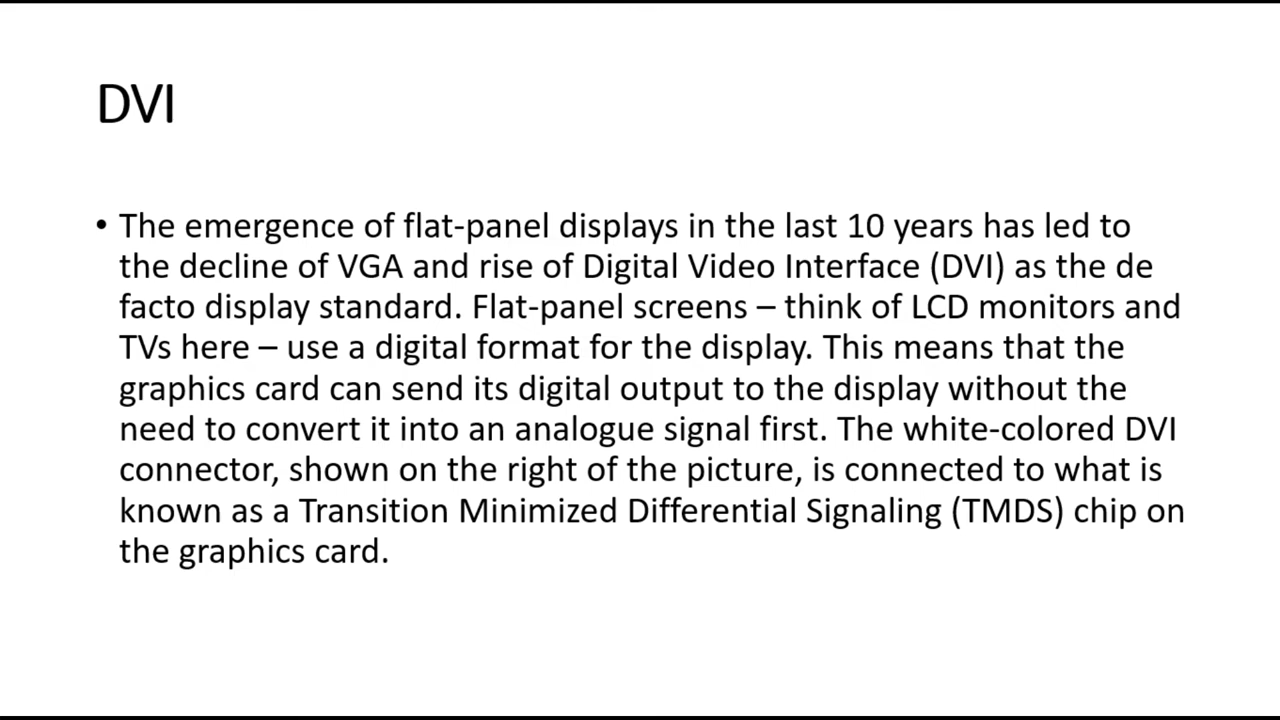 DVI
• The emergence of flat-panel displays in the last 10 years has led to
the decline of VGA and rise of Digital Video Interface (DVI) as the de
facto display standard. Flat-panel screens – think of LCD monitors and
TVs here – use a digital format for the display. This means that the
graphics card can send its digital output to the display without the
need to convert it into an analogue signal first. The white-colored DVI
connector, shown on the right of the picture, is connected to what is
known as a Transition Minimized Differential Signaling (TMDS) chip on
the graphics card.